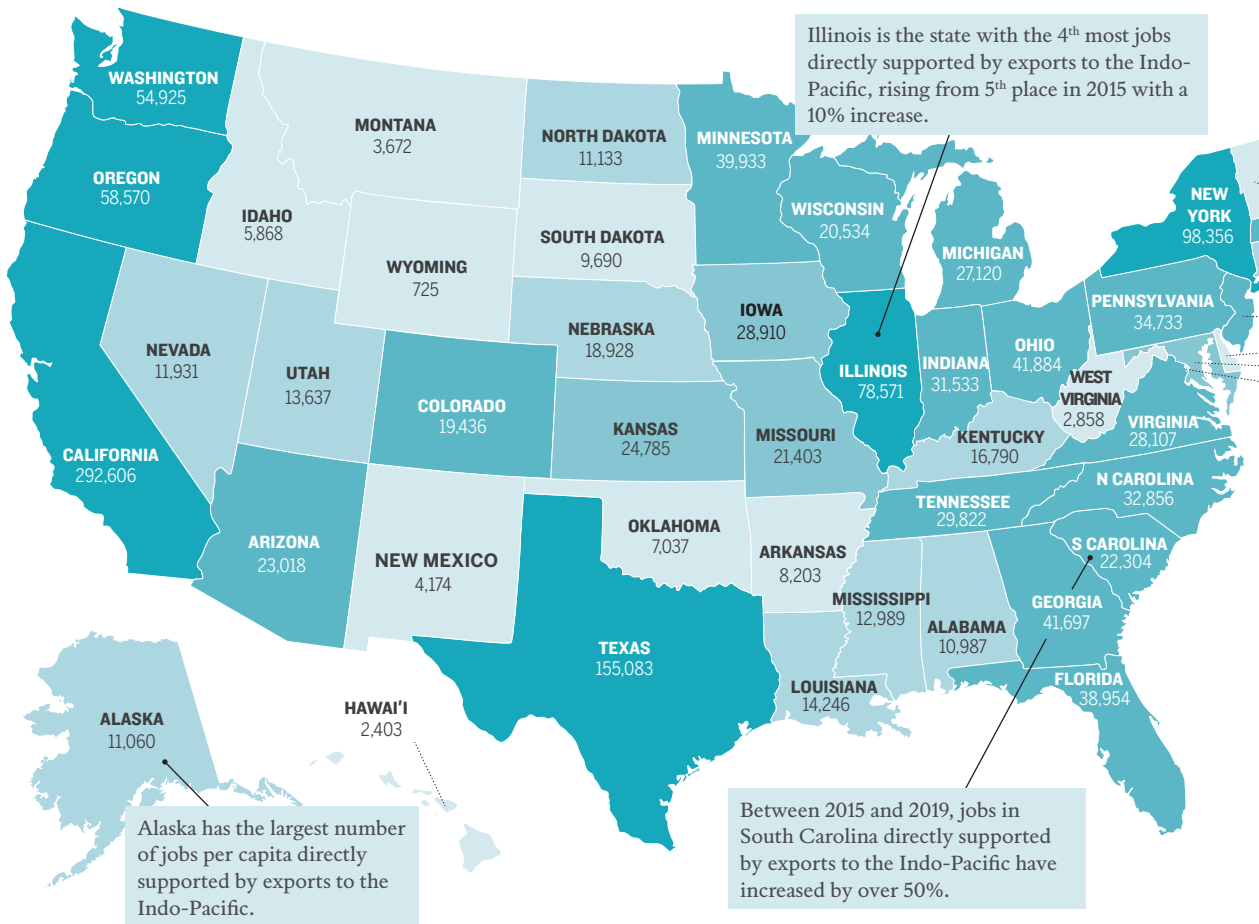 Illinois is the state with the 4th most jobs
directly supported by exports to the Indo-
Pacific, rising from 5th place in 2015 with a
10% increase.
WASHINGTON
54,925
MONTANA
3,672
NORTH DAKOTA
11,133
MINNESOTA
39,933
OREGON
58,570
IDAHO
5,868
WISCONSIN
20,534
NEW
YORK
98,356
SOUTH DAKOTA
9,690
MICHIGAN
27,120
WYOMING
725
PENNSYLVANIA
34,733
IOWA
28,910
NEBRASKA
18,928
NEVADA
11,931
UTAH
13,637
ILLINOIS
78,571
INDIANA
31,533
OHIO
41,884
WEST
VIRGINIA
2,858
COLORADO
19,436
KANSAS
24,785
MISSOURI
21,403
KENTUCKY
16,790
VIRGINIA
28,107
CALIFORNIA
292,606
N CAROLINA
32,856
TENNESSEE
29,822
ARIZONA
23,018
NEW MEXICO
4,174
OKLAHOMA
7,037
ARKANSAS
8,203
S CAROLINA
22,304
MISSISSIPPI
12,989
ALABAMA
10,987
GEORGIA
41,697
TEXAS
155,083
LOUISIANA
14,246
FLORIDA
38,954
ALASKA
11,060
HAWAI'I
2,403
Alaska has the largest number
of jobs per capita directly
supported by exports to the
Indo-Pacific.
Between 2015 and 2019, jobs in
South Carolina directly supported
by exports to the Indo-Pacific have
increased by over 50%.